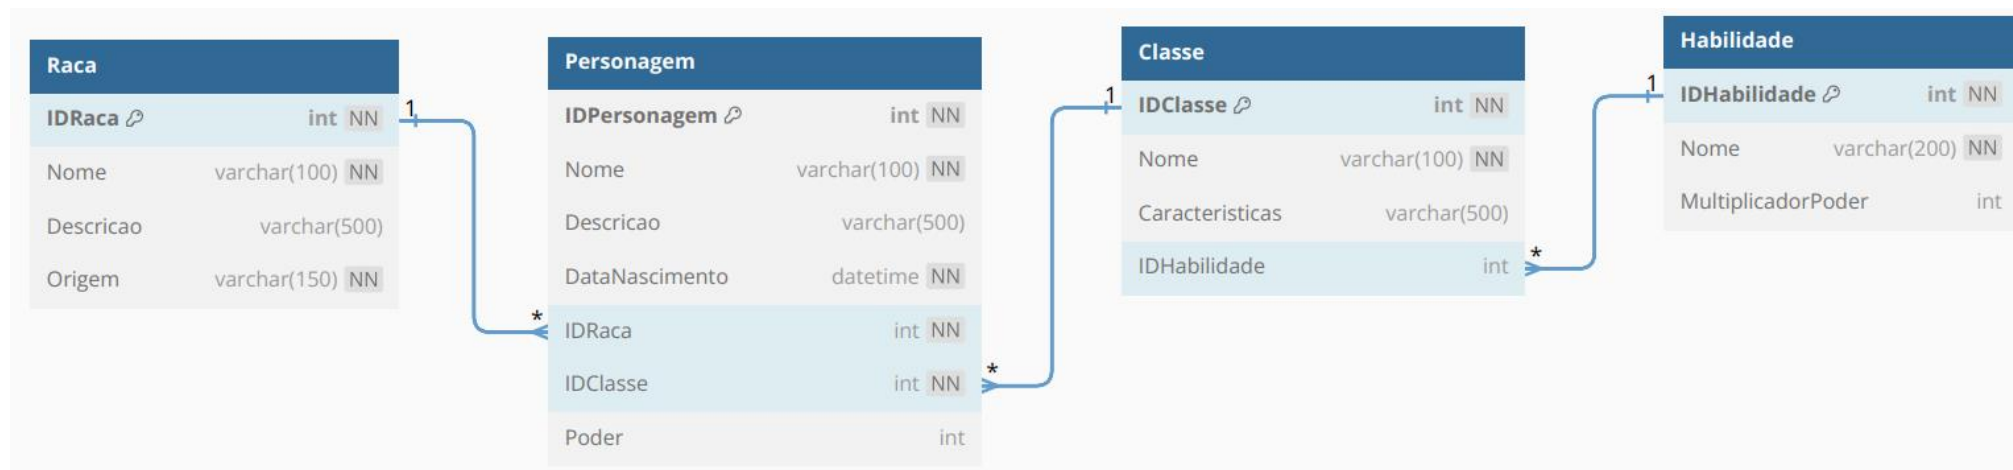 Raca
IDRaca int NN
Nome varchar(100) NN
Descricao varchar(500)
Origem varchar(150) NN
1
*
Personagem
IDPersonagem int NN
Nome varchar(100) NN
Descricao varchar(500)
DataNascimento datetime NN
IDRaca int NN
IDClasse int NN
Poder int
*
1
Classe
IDClasse int NN
Nome varchar(100) NN
Caracteristicas varchar(500)
IDHabilidade int
*
1
Habilidade
IDHabilidade int NN
Nome varchar(200) NN
MultiplicadorPoder int